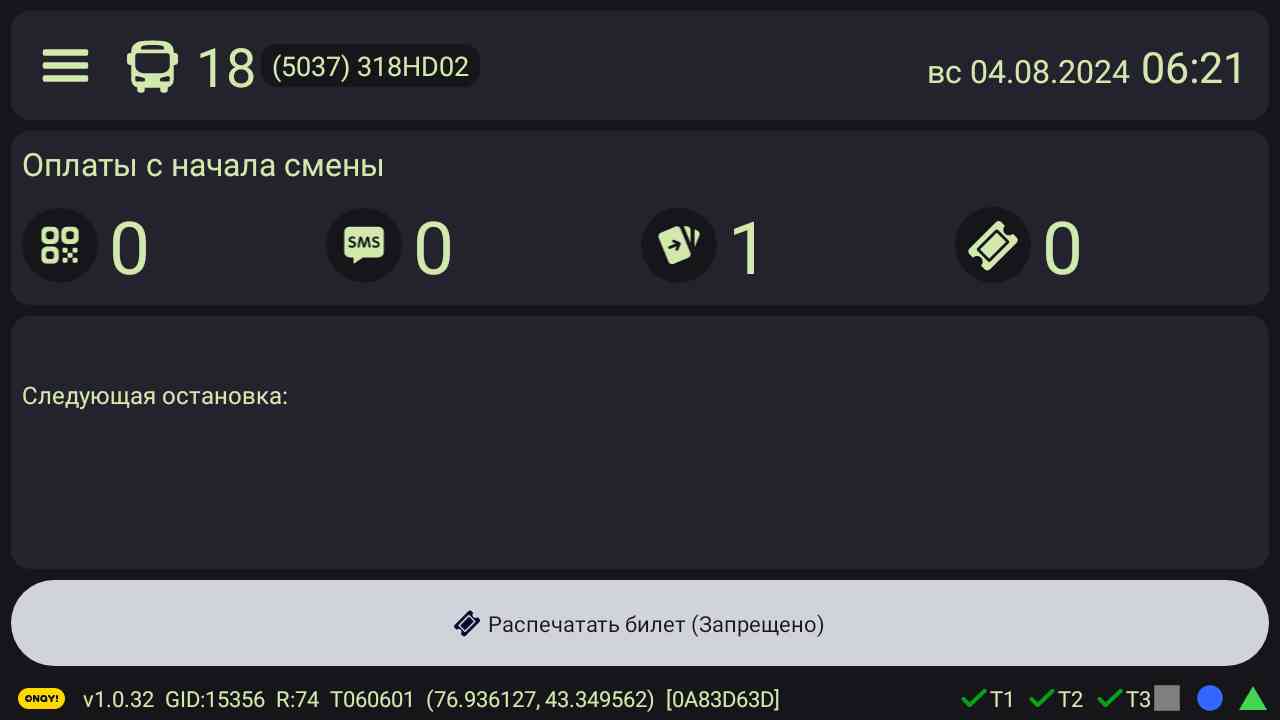 18 (5037) 318HD02 вс 04.08.2024 06:21
Оплаты с начала смены
0 SMS 0 1 0
Следующая остановка:
Распечатать билет (Запрещено)
ONAY! v1.0.32 GID:15356 R:74 T060601 (76.936127, 43.349562) [0A83D63D] T1 T2 T3